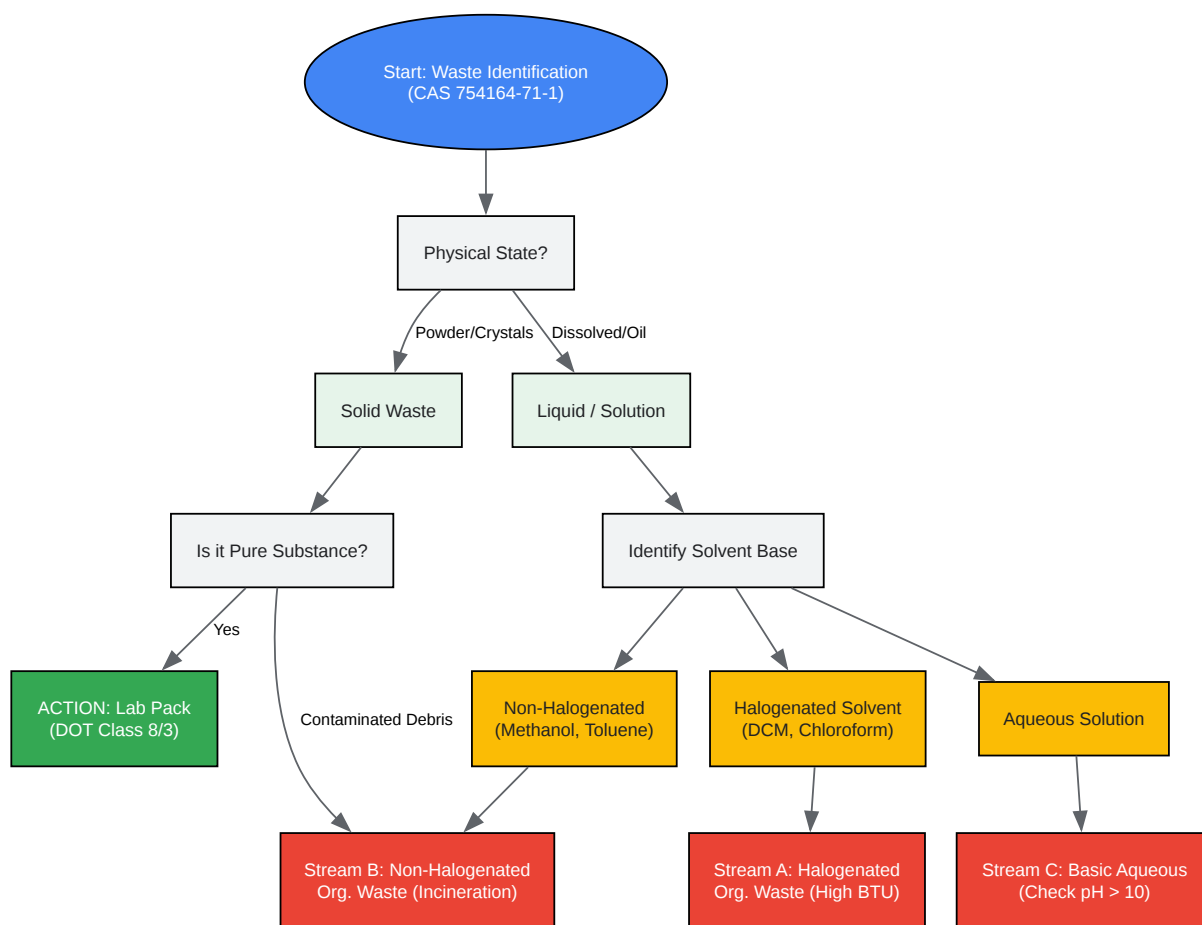 Start: Waste Identification
(CAS 754164-71-1)
Physical State?
Powder/Crystals
Dissolved/Oil
Solid Waste
Liquid / Solution
Is it Pure Substance?
Identify Solvent Base
Yes
Contaminated Debris
ACTION: Lab Pack
(DOT Class 8/3)
Non-Halogenated
(Methanol, Toluene)
Halogenated Solvent
(DCM, Chloroform)
Aqueous Solution
Stream B: Non-Halogenated
Org. Waste (Incineration)
Stream A: Halogenated
Org. Waste (High BTU)
Stream C: Basic Aqueous
(Check pH > 10)